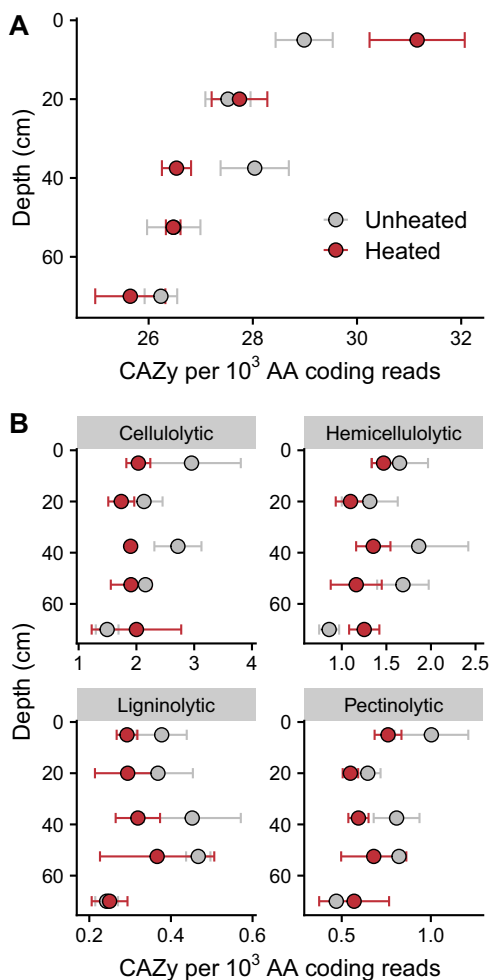 A
0
20
40
60
Depth (cm)
Unheated
Heated
26 28 30 32
CAZy per 10³ AA coding reads
B
Cellulolytic Hemicellulolytic
0
20
40
60
1 2 3 4 1.0 1.5 2.0 2.5
Depth (cm)
Ligninolytic Pectinolytic
0
20
40
60
0.2 0.4 0.6 0.5 1.0
CAZy per 10³ AA coding reads